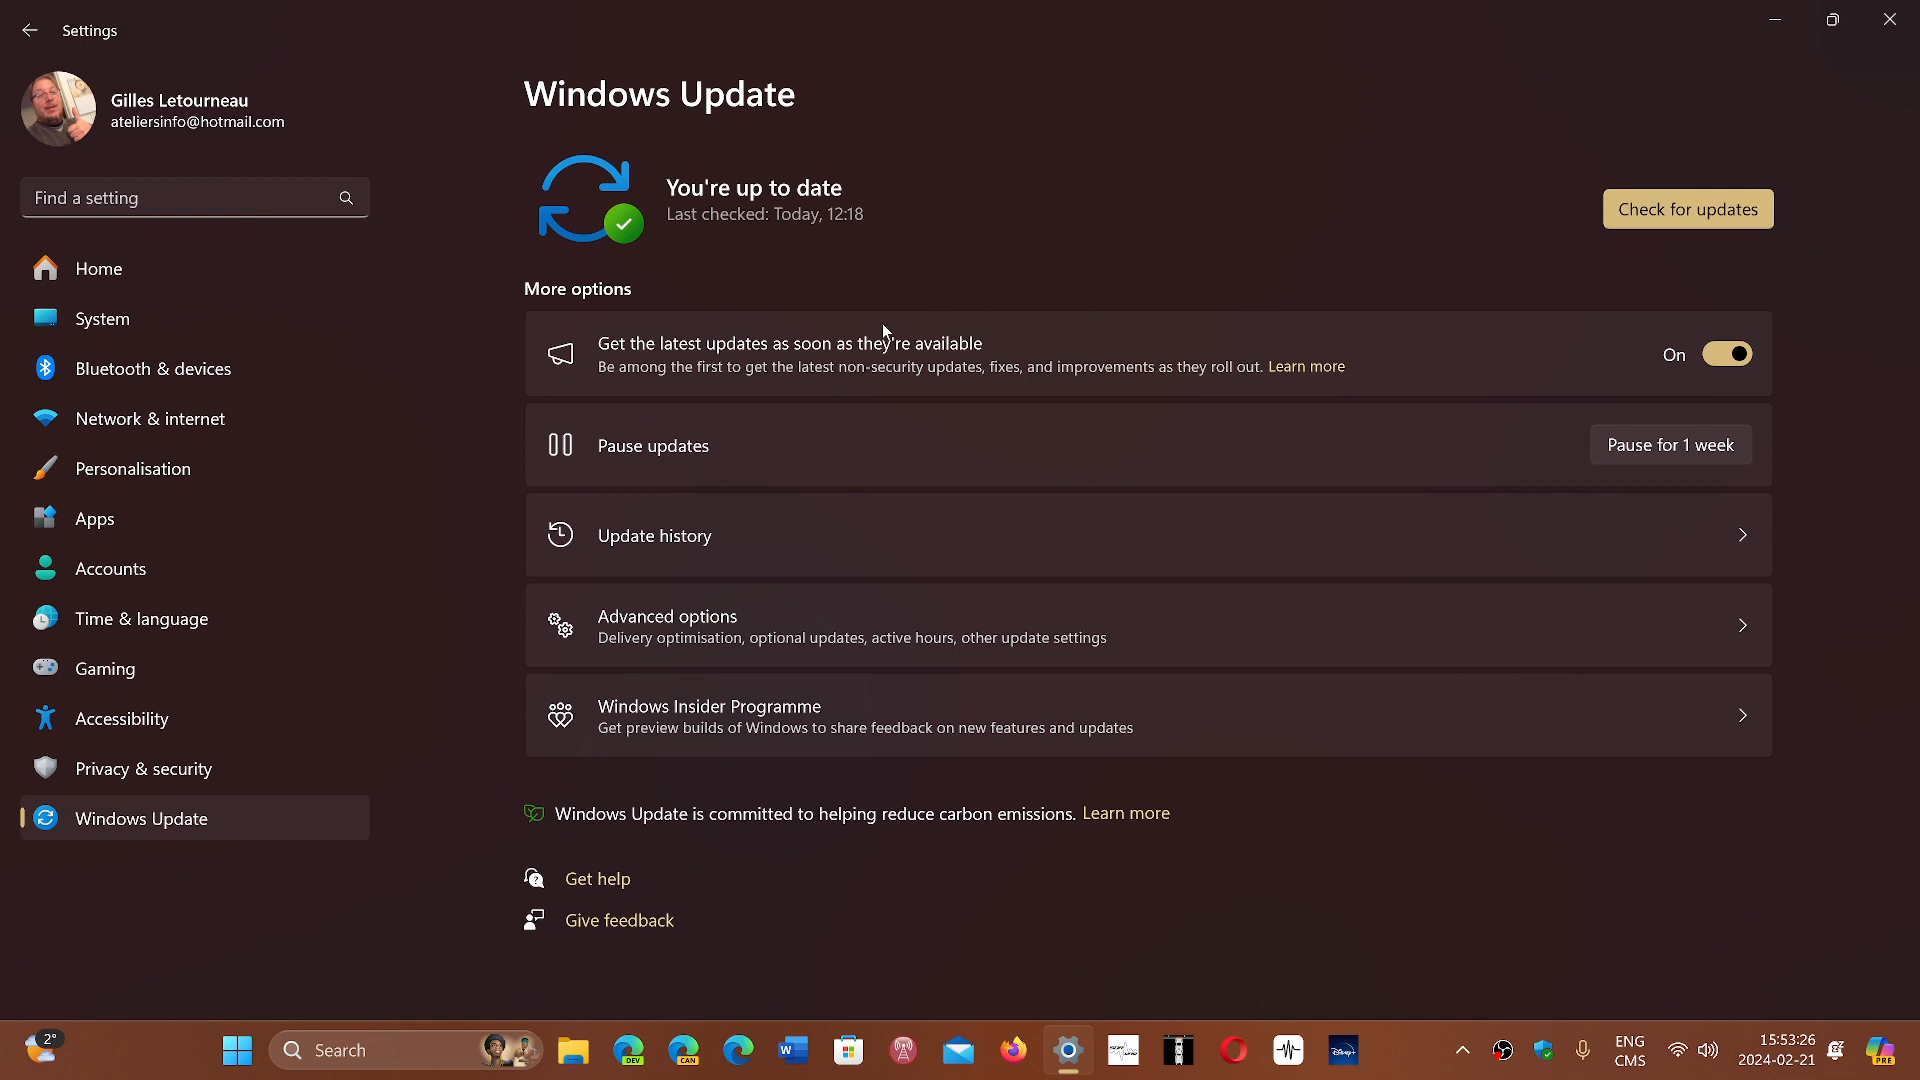 Settings
Gilles Letourneau
ateliersinfo@hotmail.com
Find a setting
Home
System
Bluetooth & devices
Network & internet
Personalisation
Apps
Accounts
Time & language
Gaming
Accessibility
Privacy & security
Windows Update
Windows Update
You're up to date
Last checked: Today, 12:18
Check for updates
More options
Get the latest updates as soon as they're available
Be among the first to get the latest non-security updates, fixes, and improvements as they roll out. Learn more
On
Pause updates
Pause for 1 week
Update history
Advanced options
Delivery optimisation, optional updates, active hours, other update settings
Windows Insider Programme
Get preview builds of Windows to share feedback on new features and updates
Windows Update is committed to helping reduce carbon emissions. Learn more
Get help
Give feedback
2°
Search
DEV
CAN
W
Disney+
ENG
CMS
15:53:26
2024-02-21
PRE